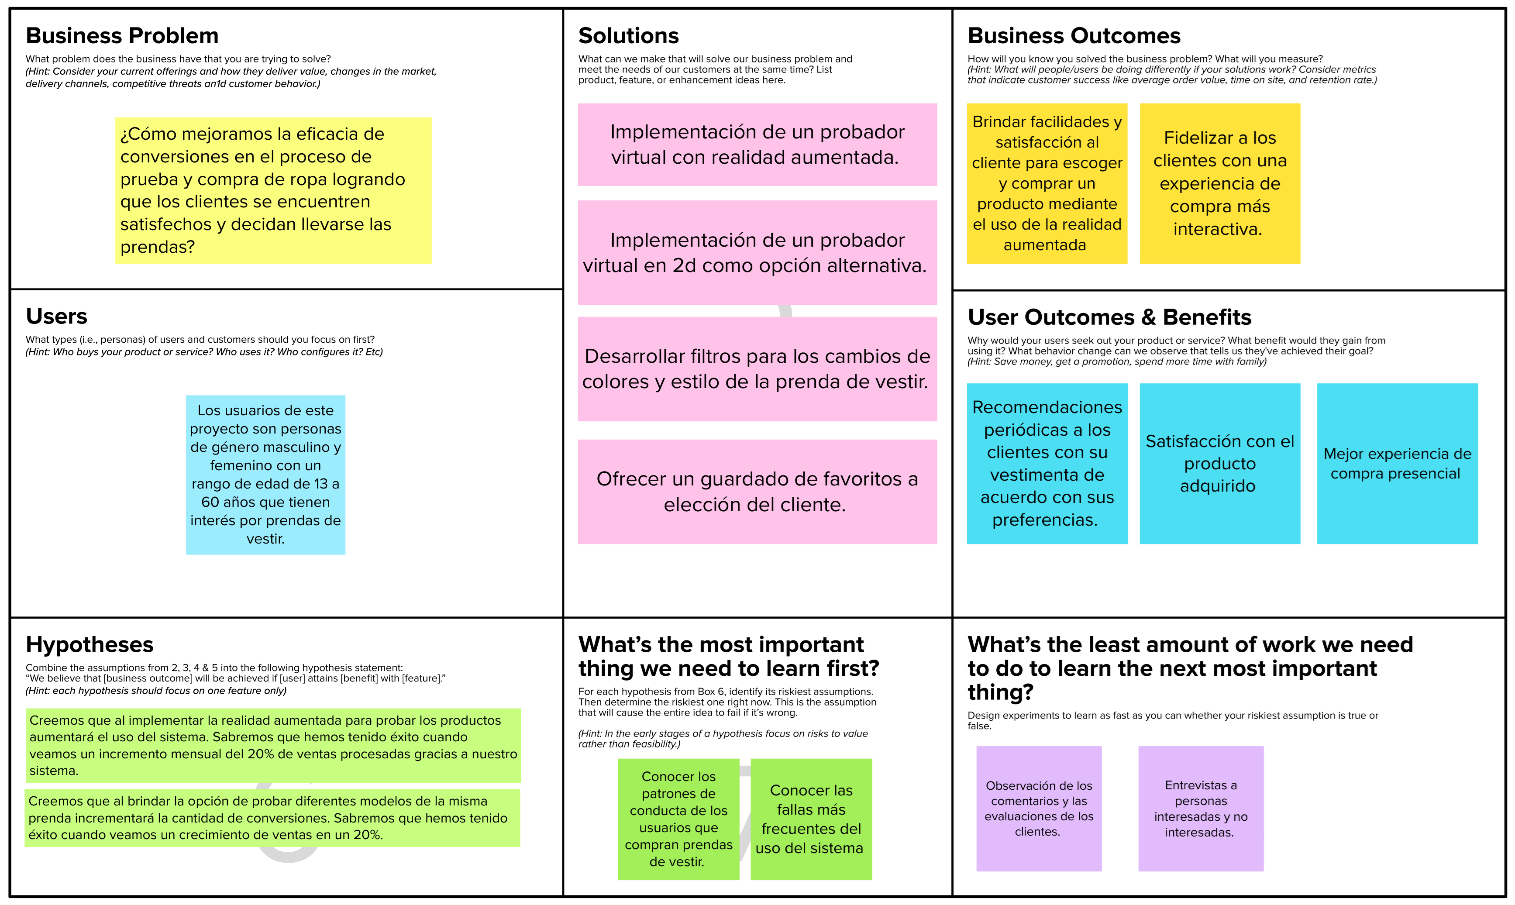 Business Problem
What problem does the business have that you are trying to solve?
(Hint: Consider your current offerings and how they deliver value, changes in the market,
delivery channels, competitive threats an1d customer behavior.)
¿Cómo mejoramos la eficacia de
conversiones en el proceso de
prueba y compra de ropa logrando
que los clientes se encuentren
satisfechos y decidan llevarse las
prendas?
Users
What types (i.e., personas) of users and customers should you focus on first?
(Hint: Who buys your product or service? Who uses it? Who configures it? Etc)
Los usuarios de este
proyecto son personas
de género masculino y
femenino con un
rango de edad de 13 a
60 años que tienen
interés por prendas de
vestir.
Solutions
What can we make that will solve our business problem and
meet the needs of our customers at the same time? List
product, feature, or enhancement ideas here.
Implementación de un probador
virtual con realidad aumentada.
Implementación de un probador
virtual en 2d como opción alternativa.
Desarrollar filtros para los cambios de
colores y estilo de la prenda de vestir.
Ofrecer un guardado de favoritos a
elección del cliente.
Business Outcomes
How will you know you solved the business problem? What will you measure?
(Hint: What will people/users be doing differently if your solutions work? Consider metrics
that indicate customer success like average order value, time on site, and retention rate.)
Brindar facilidades y
satisfacción al
cliente para escoger
y comprar un
producto mediante
el uso de la realidad
aumentada
Fidelizar a los
clientes con una
experiencia de
compra más
interactiva.
User Outcomes & Benefits
Why would your users seek out your product or service? What benefit would they gain from
using it? What behavior change can we observe that tells us they've achieved their goal?
(Hint: Save money, get a promotion, spend more time with family)
Recomendaciones
periódicas a los
clientes con su
vestimenta de
acuerdo con sus
preferencias.
Satisfacción con el
producto
adquirido
Mejor experiencia de
compra presencial
Hypotheses
Combine the assumptions from 2, 3, 4 & 5 into the following hypothesis statement:
“We believe that [business outcome] will be achieved if [user] attains [benefit] with [feature].”
(Hint: each hypothesis should focus on one feature only)
Creemos que al implementar la realidad aumentada para probar los productos
aumentará el uso del sistema. Sabremos que hemos tenido éxito cuando
veamos un incremento mensual del 20% de ventas procesadas gracias a nuestro
sistema.
Creemos que al brindar la opción de probar diferentes modelos de la misma
prenda incrementará la cantidad de conversiones. Sabremos que hemos tenido
éxito cuando veamos un crecimiento de ventas en un 20%.
What’s the most important
thing we need to learn first?
For each hypothesis from Box 6, identify its riskiest assumptions.
Then determine the riskiest one right now. This is the assumption
that will cause the entire idea to fail if it’s wrong.
(Hint: In the early stages of a hypothesis focus on risks to value
rather than feasibility.)
Conocer los
patrones de
conducta de los
usuarios que
compran prendas
de vestir.
Conocer las
fallas más
frecuentes del
uso del sistema
What’s the least amount of work we need
to do to learn the next most important
thing?
Design experiments to learn as fast as you can whether your riskiest assumption is true or
false.
Observación de los
comentarios y las
evaluaciones de los
clientes.
Entrevistas a
personas
interesadas y no
interesadas.